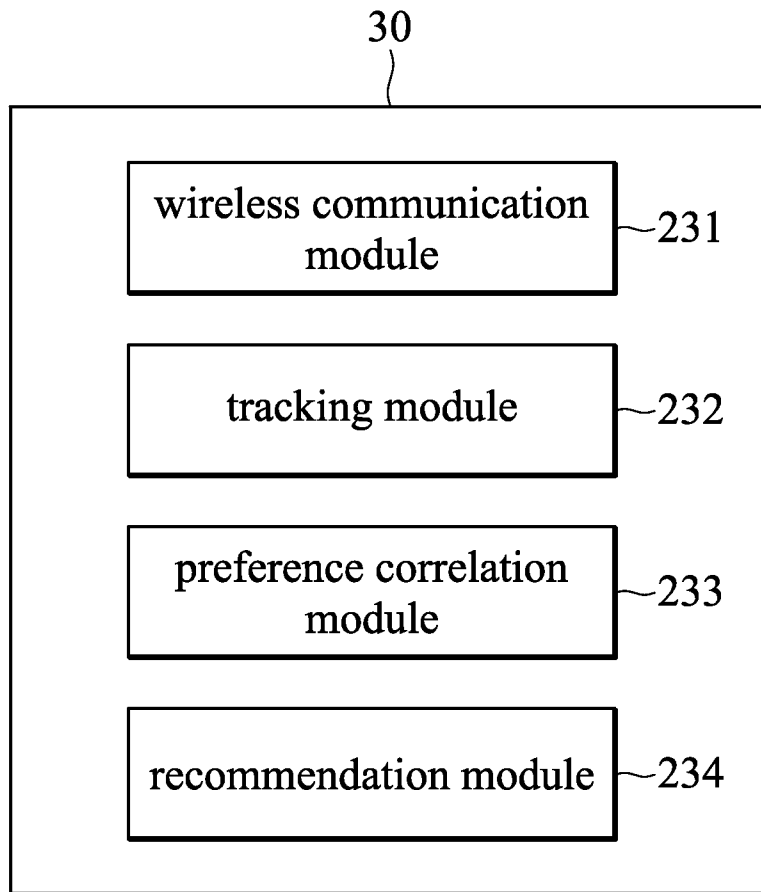 30
wireless communication
module
231
tracking module
232
preference correlation
module
233
recommendation module
234